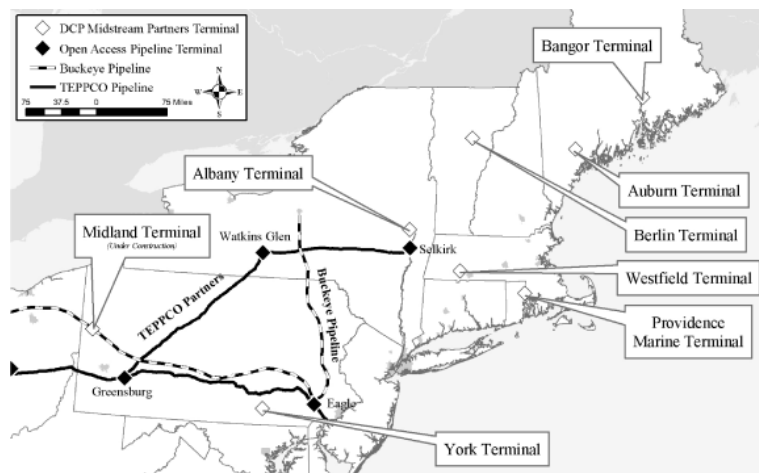 DCP Midstream Partners Terminal
Open Access Pipeline Terminal
Buckeye Pipeline
TEPPCO Pipeline
N
W E
S
75 37.5 0 75 Miles
Bangor Terminal
Albany Terminal
Auburn Terminal
Midland Terminal
(Under Construction)
Watkins Glen
Selkirk
Berlin Terminal
Westfield Terminal
TEPPCO Partners
Buckeye Pipeline
Providence
Marine Terminal
Greensburg
Eagle
York Terminal